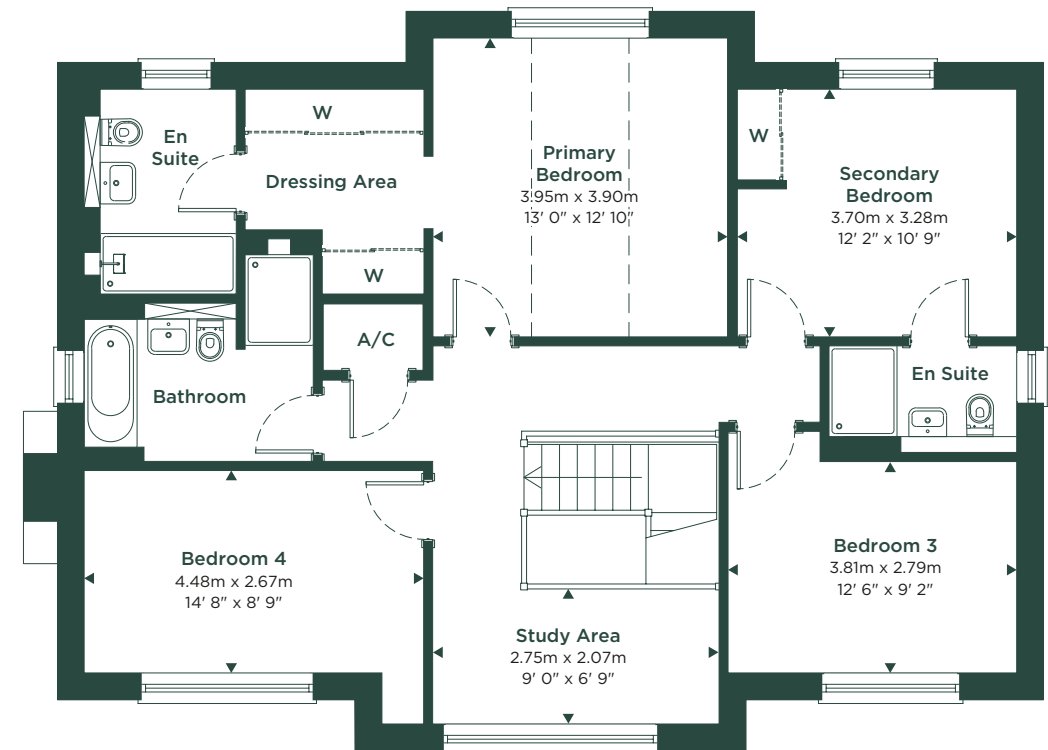 W
En
Suite
Dressing Area
W
Primary
Bedroom
3.95m x 3.90m
13' 0" x 12' 10"
W
Secondary
Bedroom
3.70m x 3.28m
12' 2" x 10' 9"
A/C
Bathroom
En Suite
Bedroom 4
4.48m x 2.67m
14' 8" x 8' 9"
Study Area
2.75m x 2.07m
9' 0" x 6' 9"
Bedroom 3
3.81m x 2.79m
12' 6" x 9' 2"